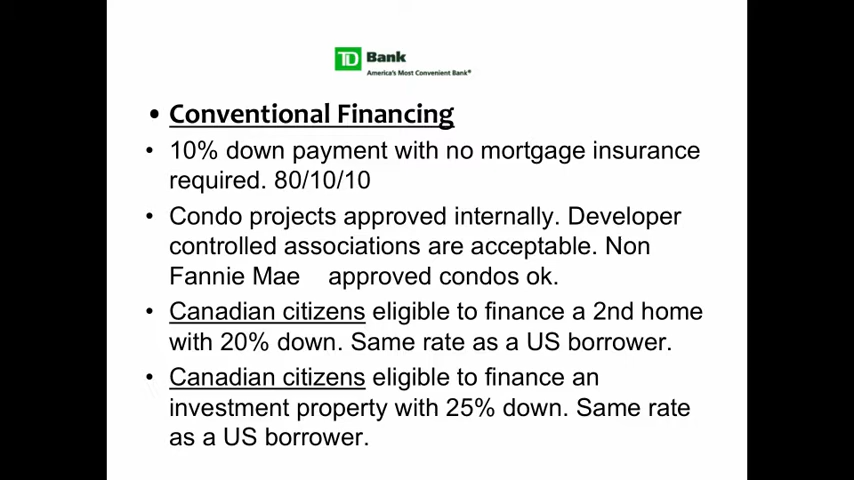 TD Bank
America's Most Convenient Bank®
• Conventional Financing
• 10% down payment with no mortgage insurance
required. 80/10/10
• Condo projects approved internally. Developer
controlled associations are acceptable. Non
Fannie Mae    approved condos ok.
• Canadian citizens eligible to finance a 2nd home
with 20% down. Same rate as a US borrower.
• Canadian citizens eligible to finance an
investment property with 25% down. Same rate
as a US borrower.